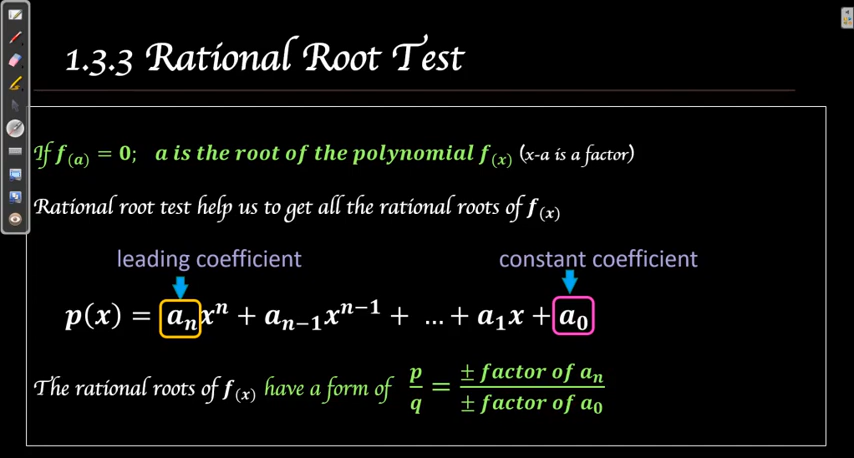 1.3.3 Rational Root Test
If f₍ₐ₎ = 0; a is the root of the polynomial f₍ₓ₎ (x-a is a factor)
Rational root test help us to get all the rational roots of f₍ₓ₎
leading coefficient constant coefficient
p(x) = aₙxⁿ + aₙ₋₁xⁿ⁻¹ + ... + a₁x + a₀
The rational roots of f₍ₓ₎ have a form of p/q = ± factor of aₙ / ± factor of a₀